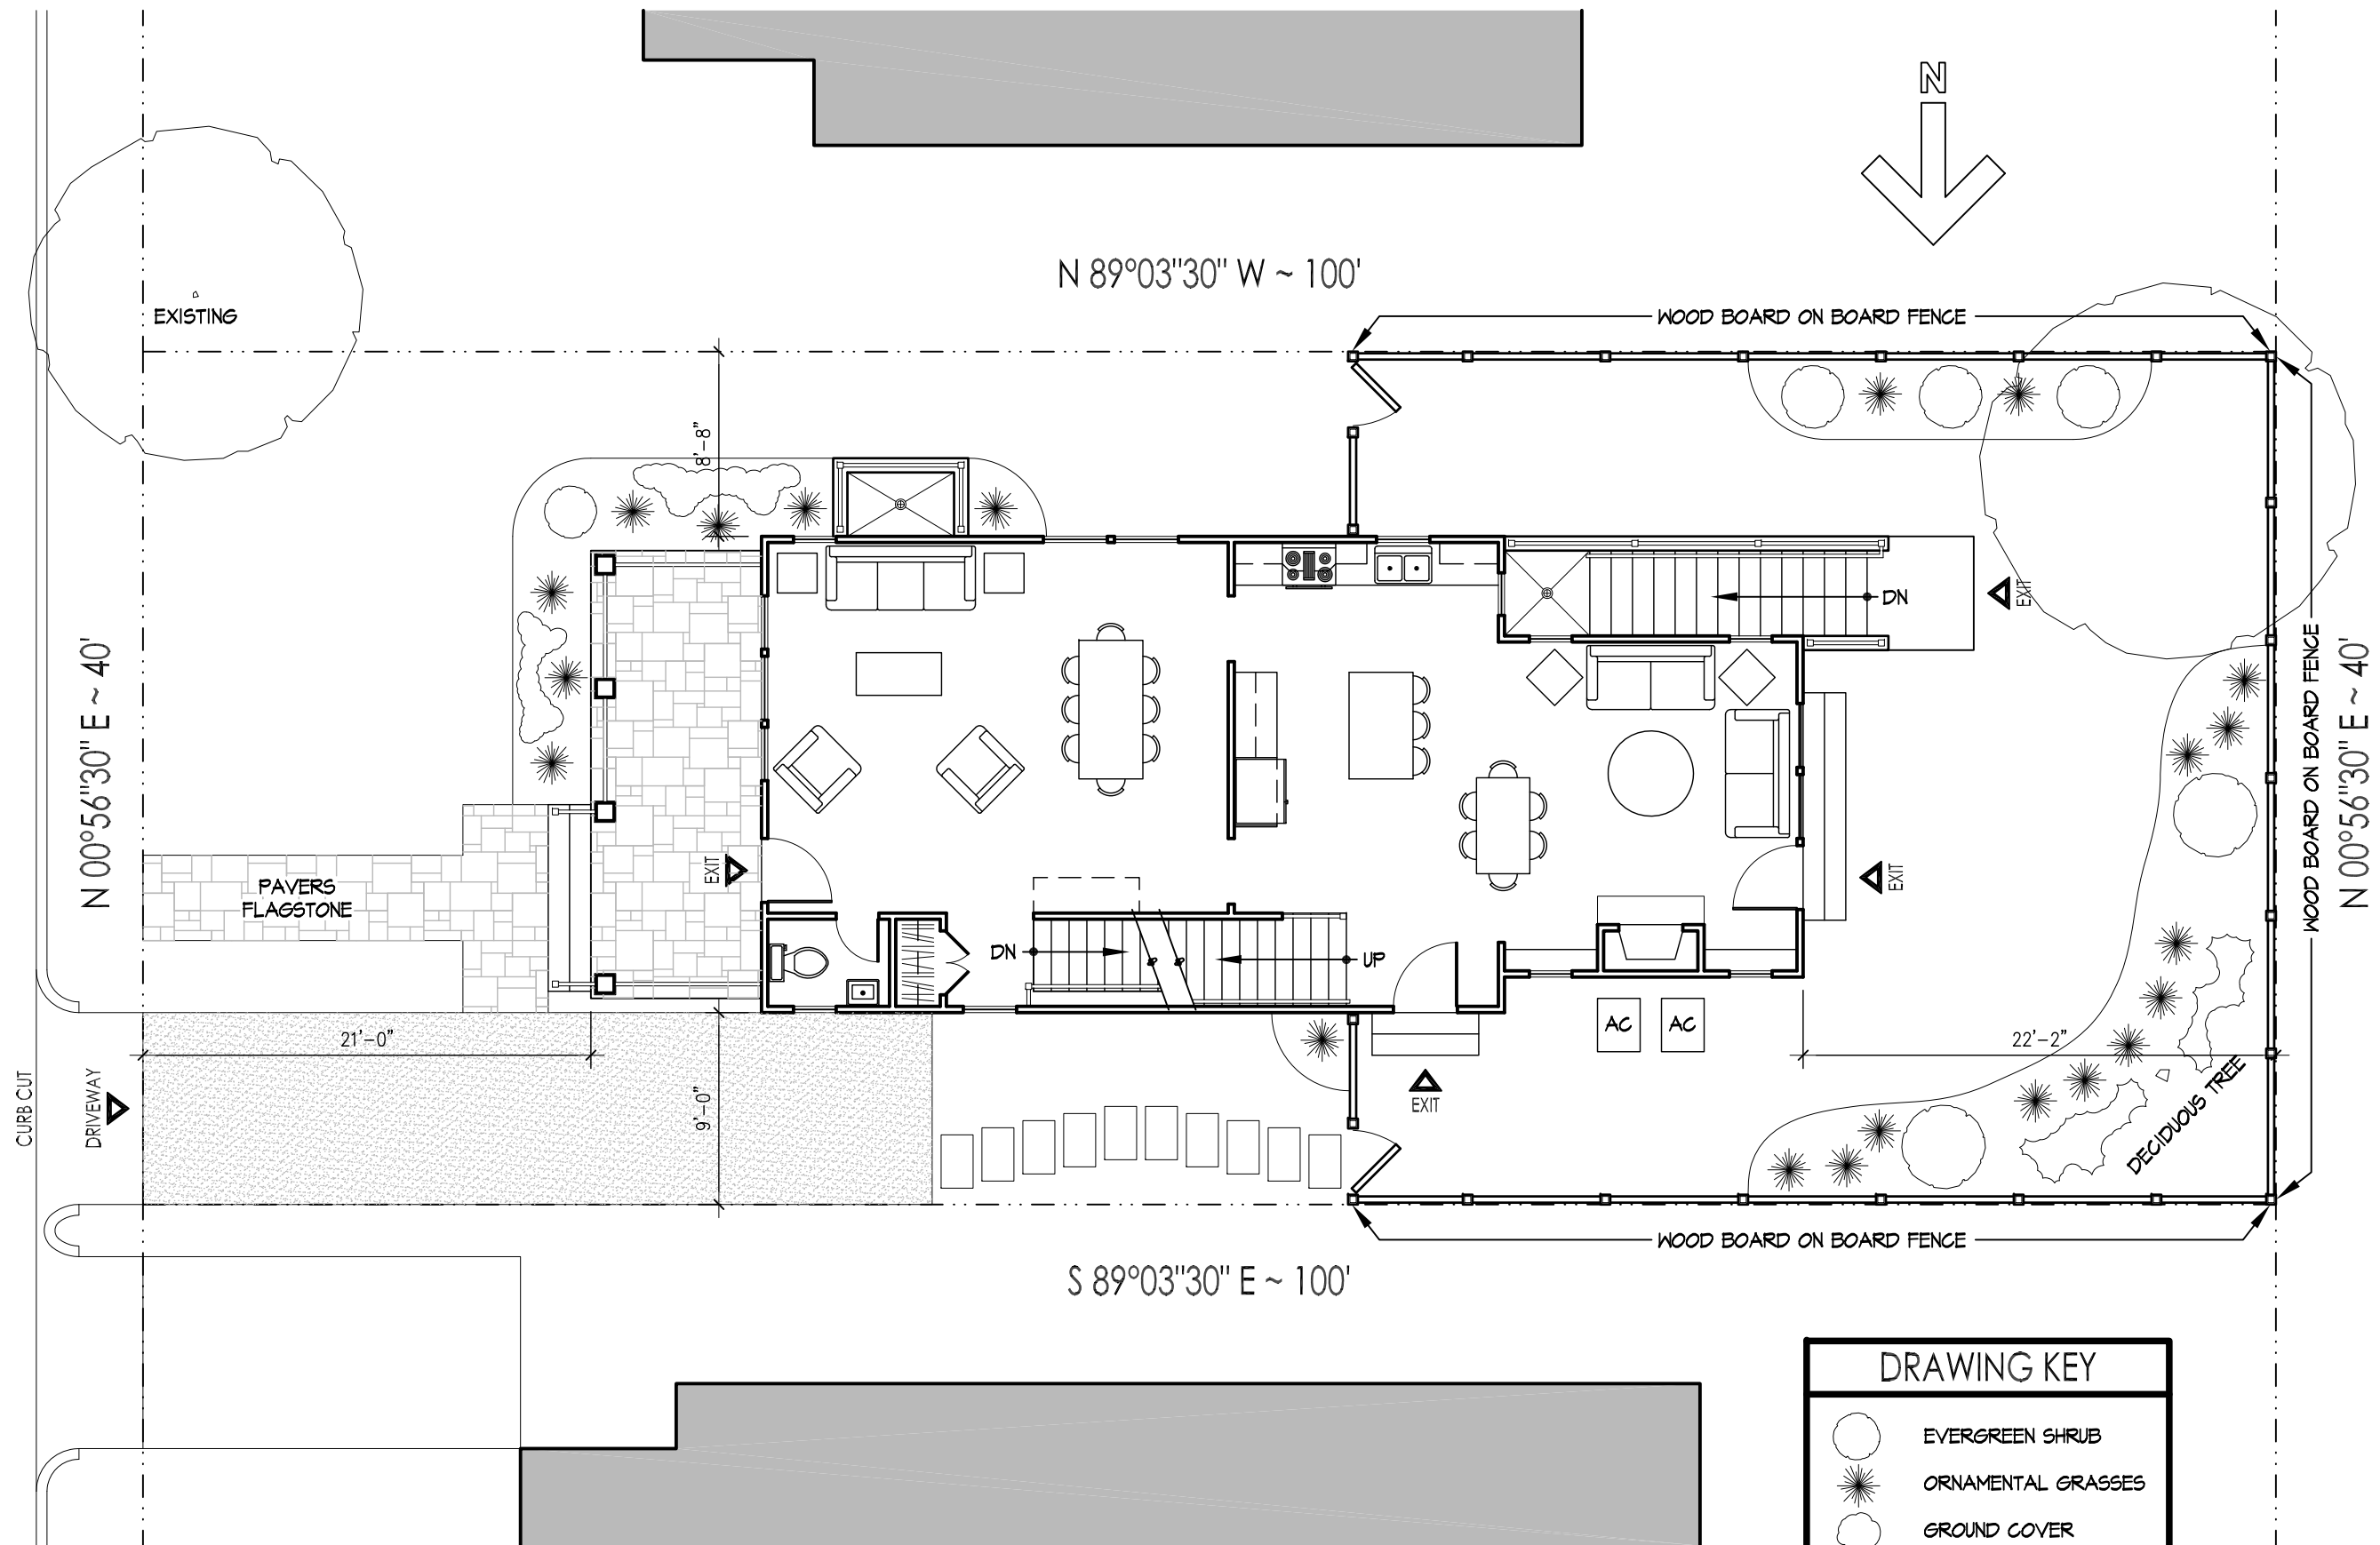 N
N 89°03"30" W ~ 100'
EXISTING
WOOD BOARD ON BOARD FENCE
8'-8"
DN
EXIT
N 00°56"30" E ~ 40'
WOOD BOARD ON BOARD FENCE
N 00°56"30" E ~ 40'
PAVERS
FLAGSTONE
EXIT
EXIT
DN
UP
21'-0"
AC
AC
22'-2"
CURB CUT
DRIVEWAY
9'-0"
EXIT
DECIDUOUS TREE
WOOD BOARD ON BOARD FENCE
S 89°03"30" E ~ 100'
DRAWING KEY
EVERGREEN SHRUB
ORNAMENTAL GRASSES
GROUND COVER